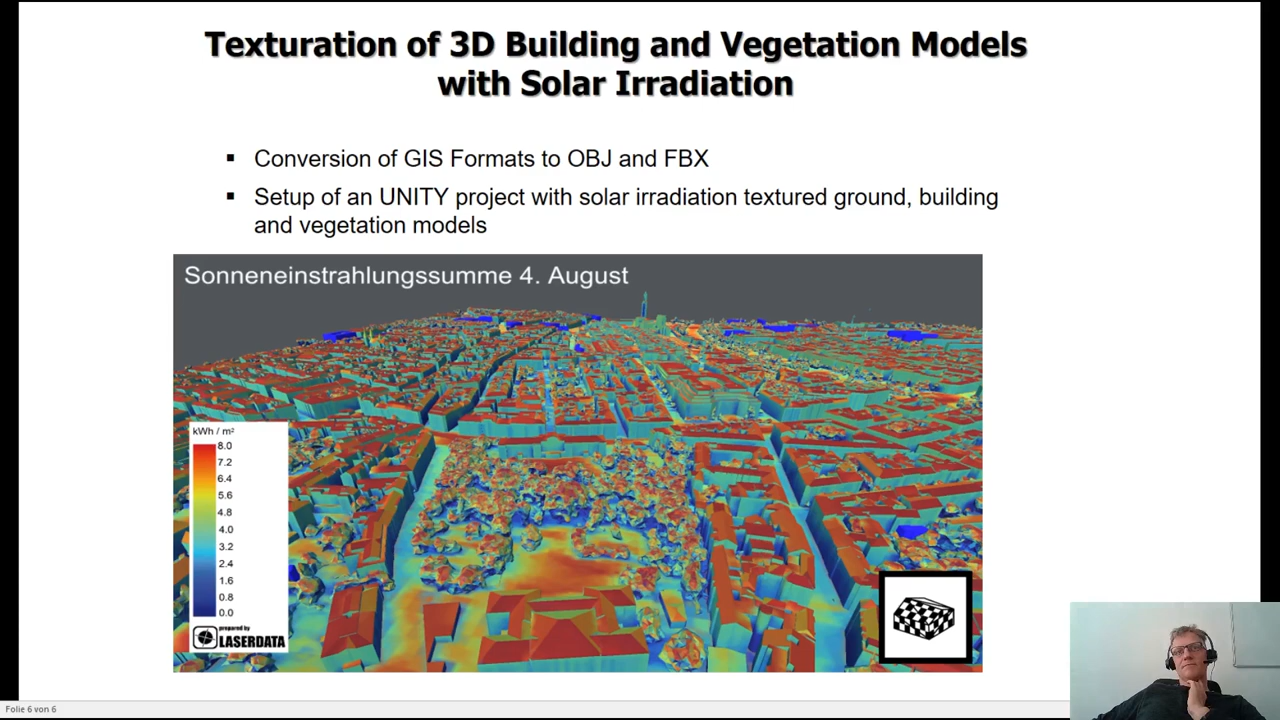 Texturation of 3D Building and Vegetation Models
with Solar Irradiation
▪ Conversion of GIS Formats to OBJ and FBX
▪ Setup of an UNITY project with solar irradiation textured ground, building
and vegetation models
Sonneneinstrahlungssumme 4. August
kWh / m²
8.0
7.2
6.4
5.6
4.8
4.0
3.2
2.4
1.6
0.8
0.0
prepared by
LASERDATA
Folie 6 von 6